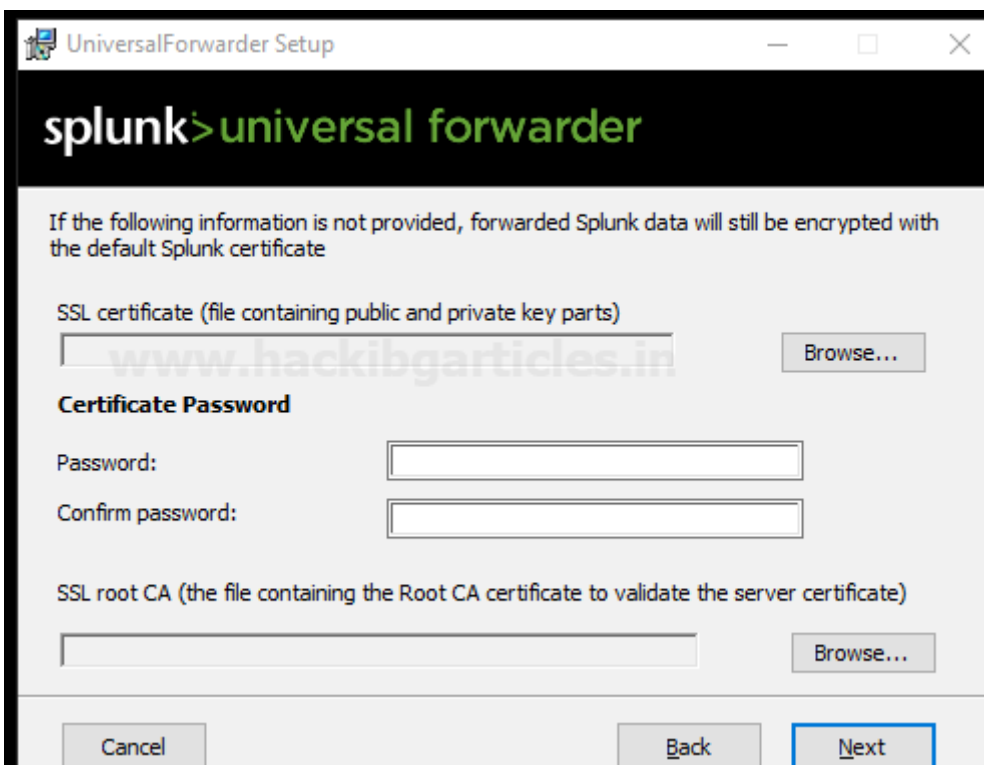 UniversalForwarder Setup
splunk>universal forwarder
If the following information is not provided, forwarded Splunk data will still be encrypted with
the default Splunk certificate
SSL certificate (file containing public and private key parts)
www.hackibgarticles.in
Browse...
Certificate Password
Password:
Confirm password:
SSL root CA (the file containing the Root CA certificate to validate the server certificate)
Browse...
Cancel Back Next